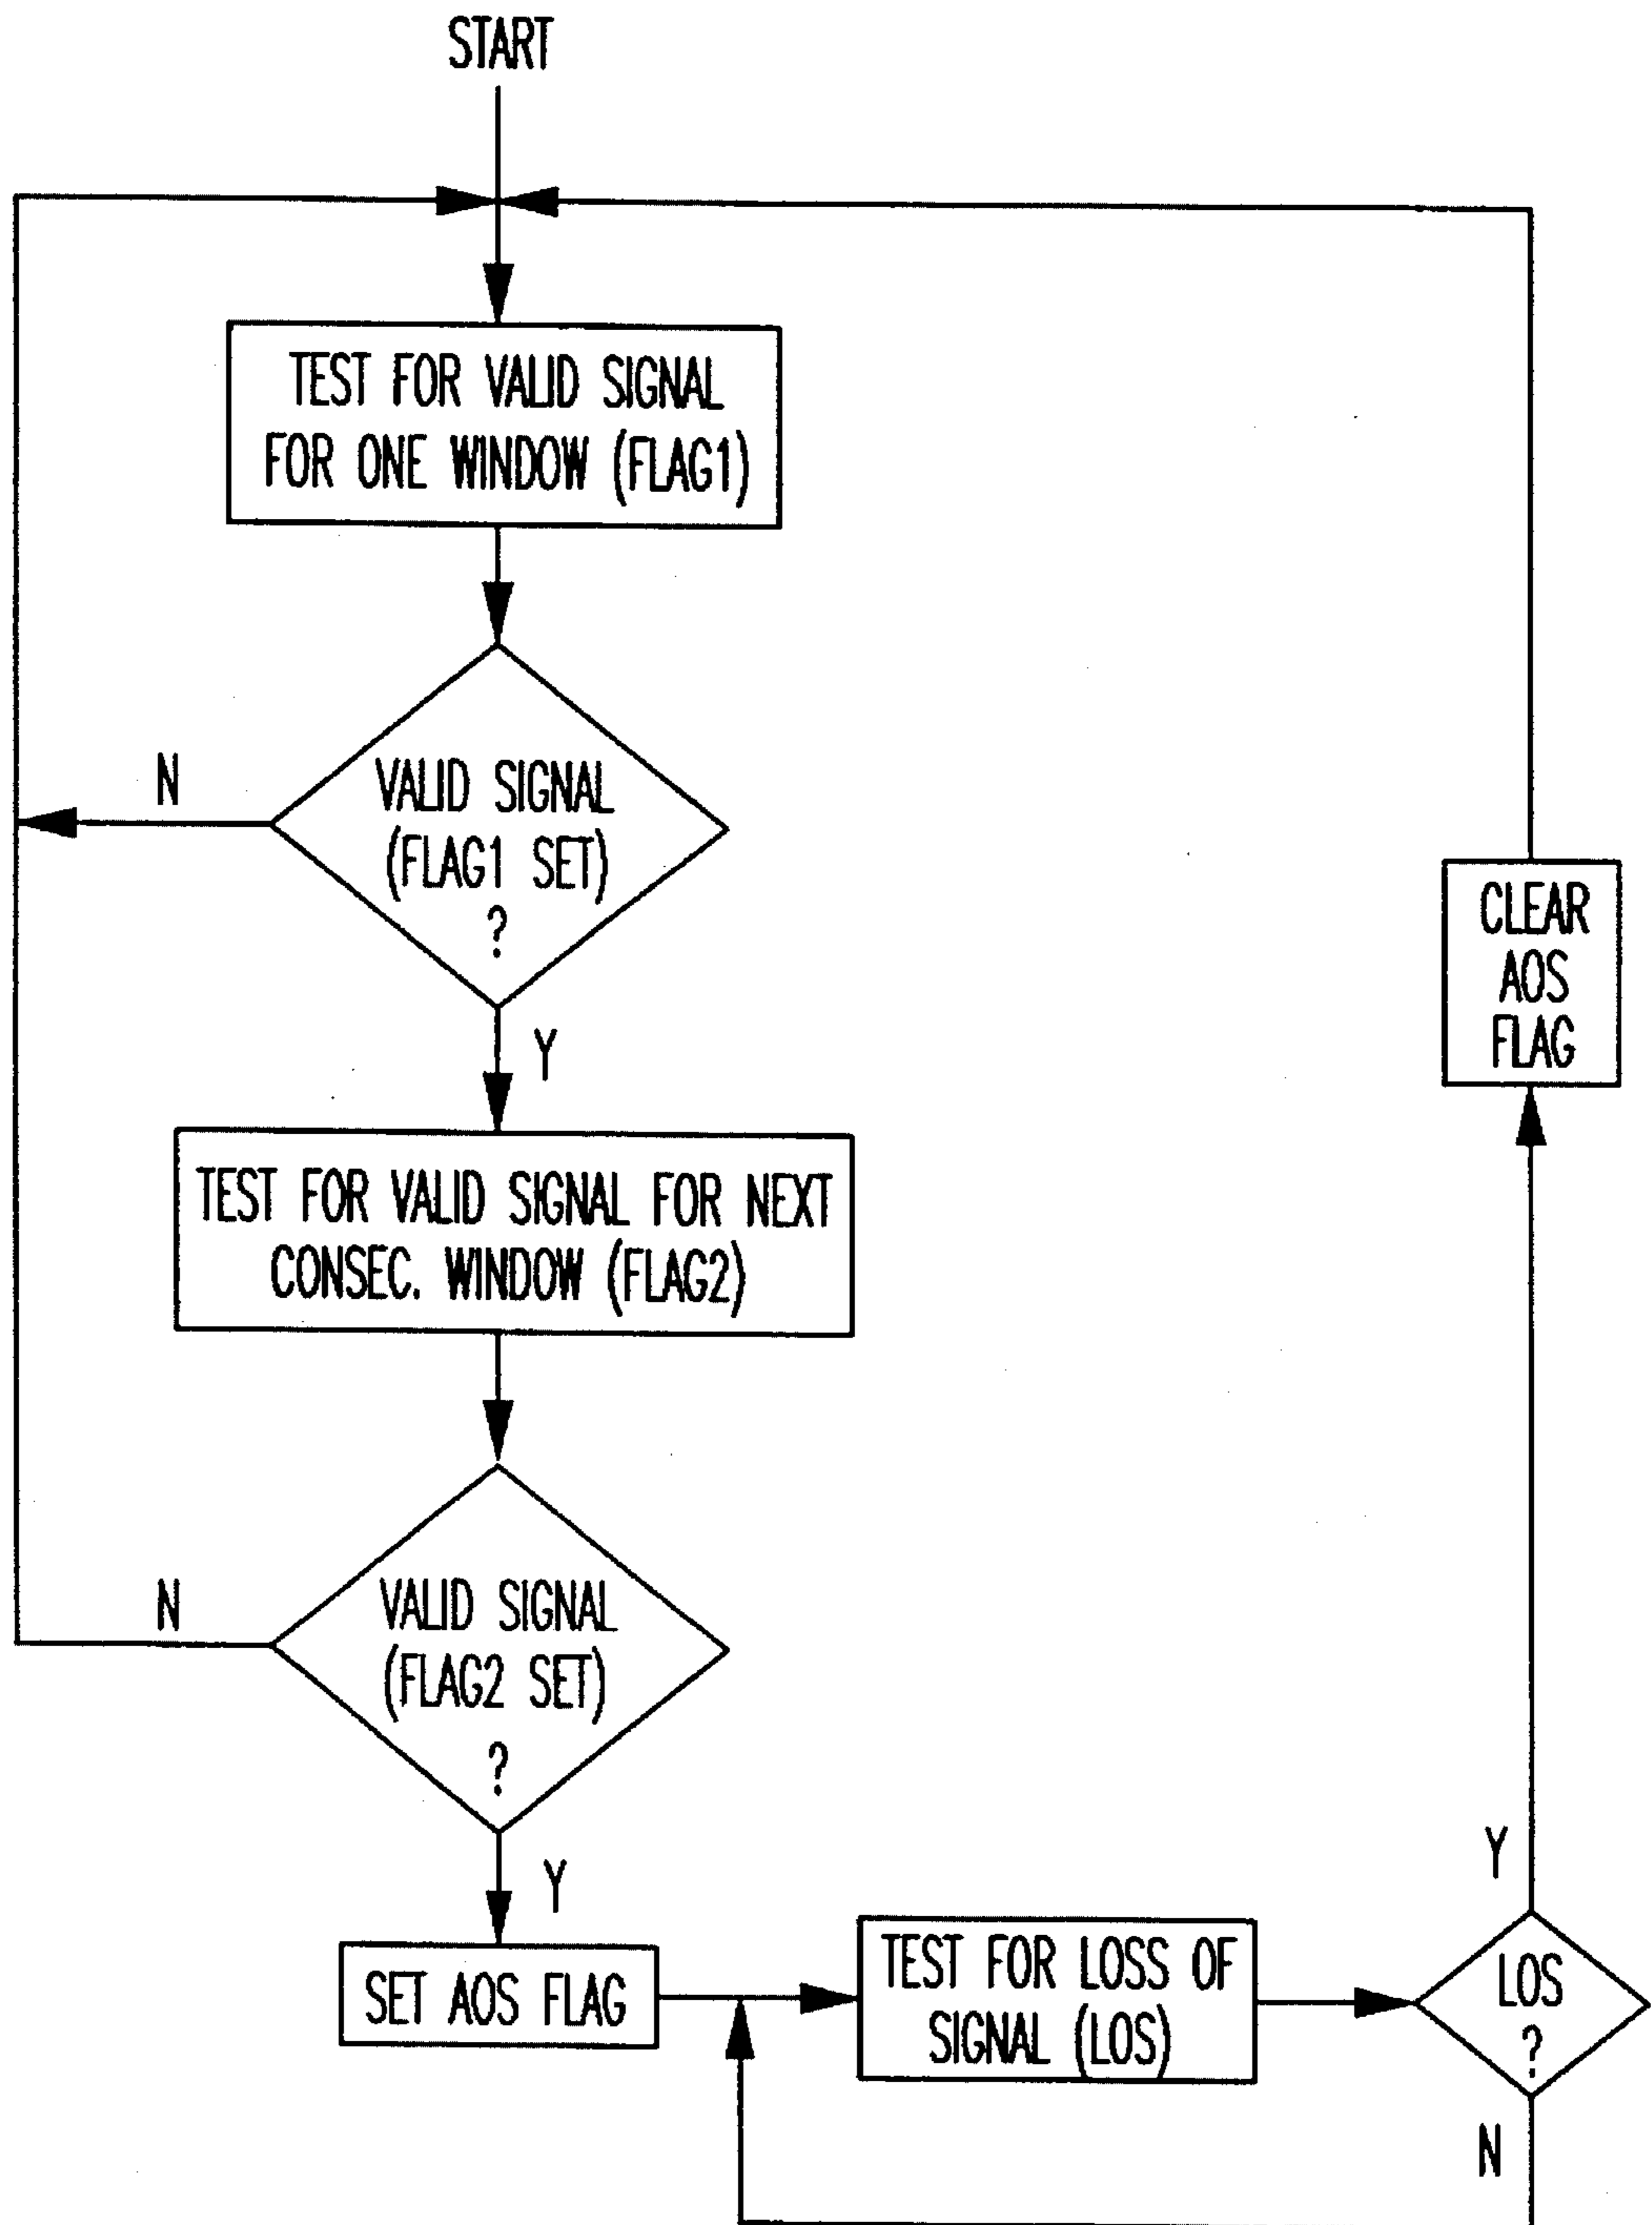 START
TEST FOR VALID SIGNAL
FOR ONE WINDOW (FLAG1)
N
VALID SIGNAL
(FLAG1 SET)
?
Y
CLEAR
AOS
FLAG
TEST FOR VALID SIGNAL FOR NEXT
CONSEC. WINDOW (FLAG2)
N
VALID SIGNAL
(FLAG2 SET)
?
Y
SET AOS FLAG
TEST FOR LOSS OF
SIGNAL (LOS)
Y
LOS
?
N